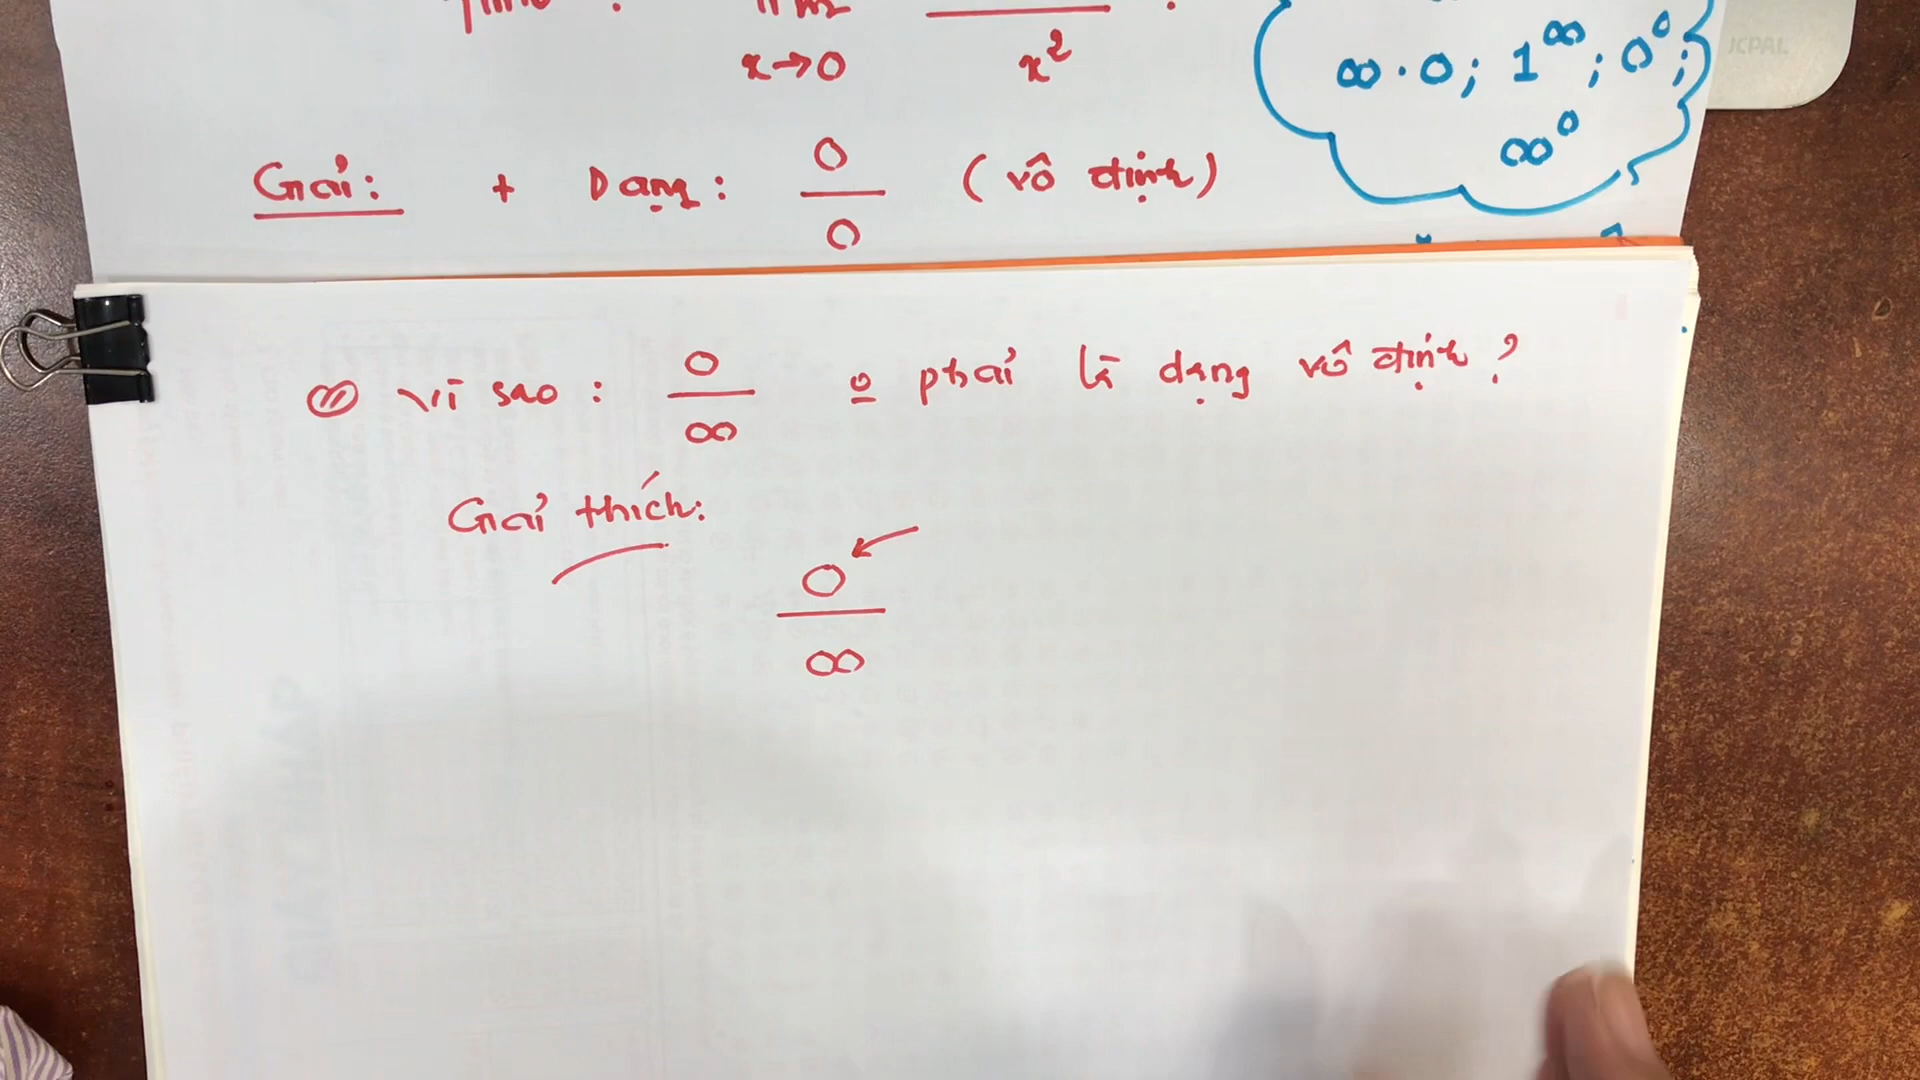 lim
x→0 x²
∞ · 0 ; 1^∞ ; 0^0 ;
∞^0
JCPAL
Giải: + Dạng: 0/0 (vô định)
Vì sao : 0/∞ o phải là dạng vô định ?
Giải thích:
0
∞